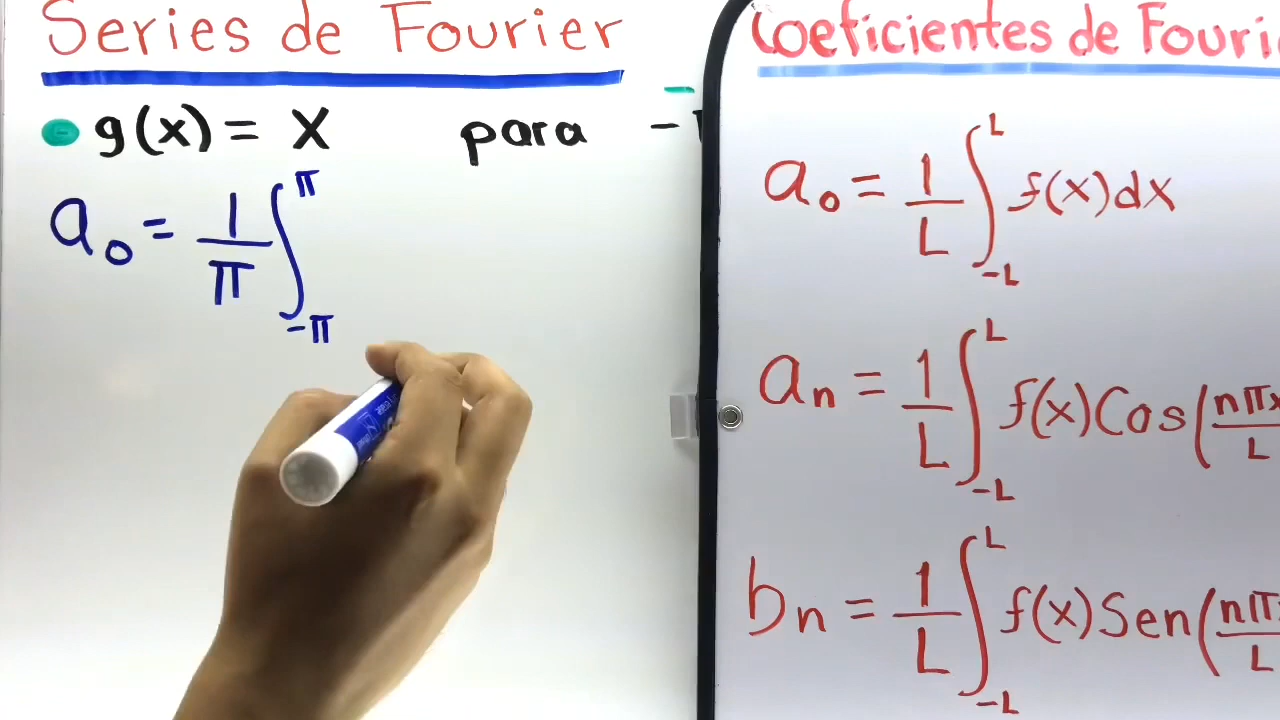 Series de Fourier
g(x) = X para -
a₀ = 1/π ∫_{-π}^{π}
Coeficientes de Fouri
a₀ = 1/L ∫_{-L}^{L} f(x)dx
aₙ = 1/L ∫_{-L}^{L} f(x)Cos(nπx/L
bₙ = 1/L ∫_{-L}^{L} f(x)Sen(nπx/L